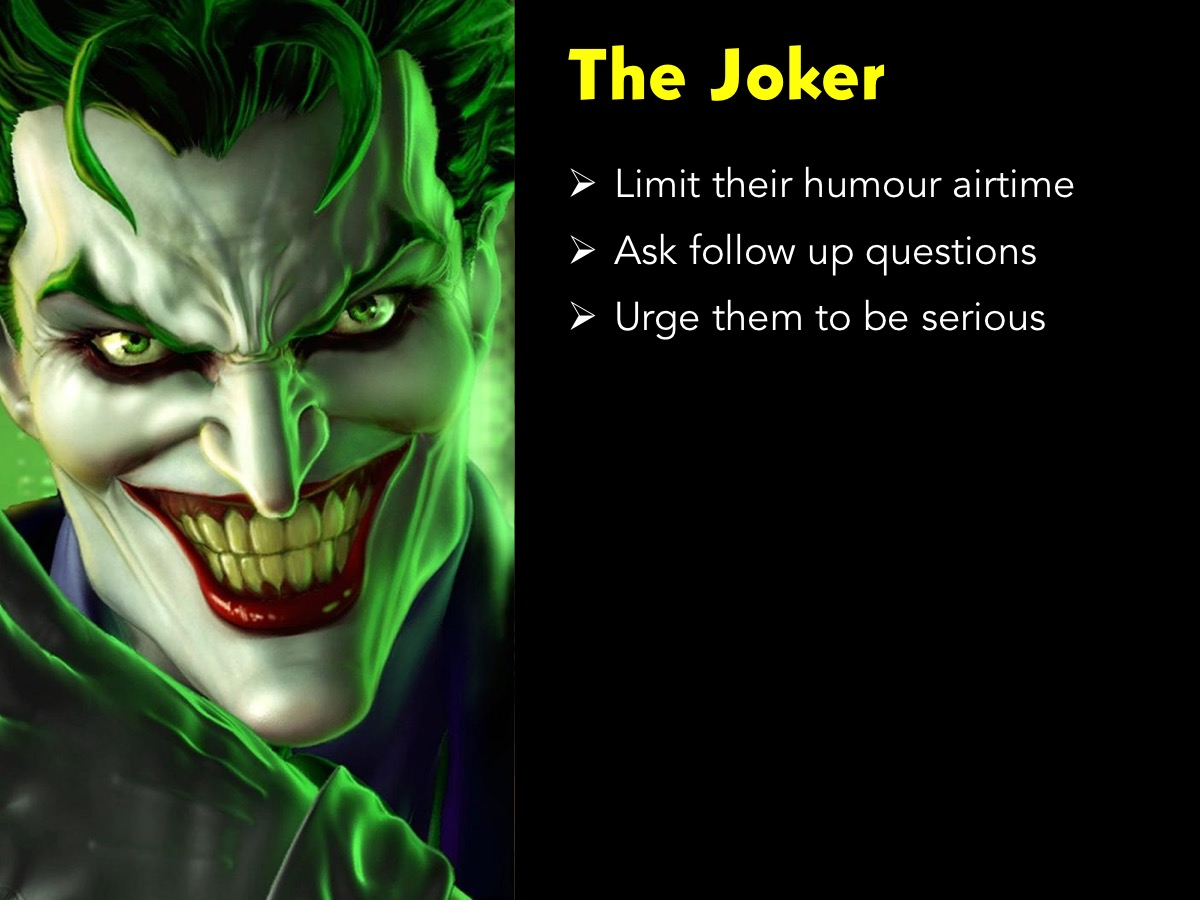 The Joker
➢ Limit their humour airtime
➢ Ask follow up questions
➢ Urge them to be serious